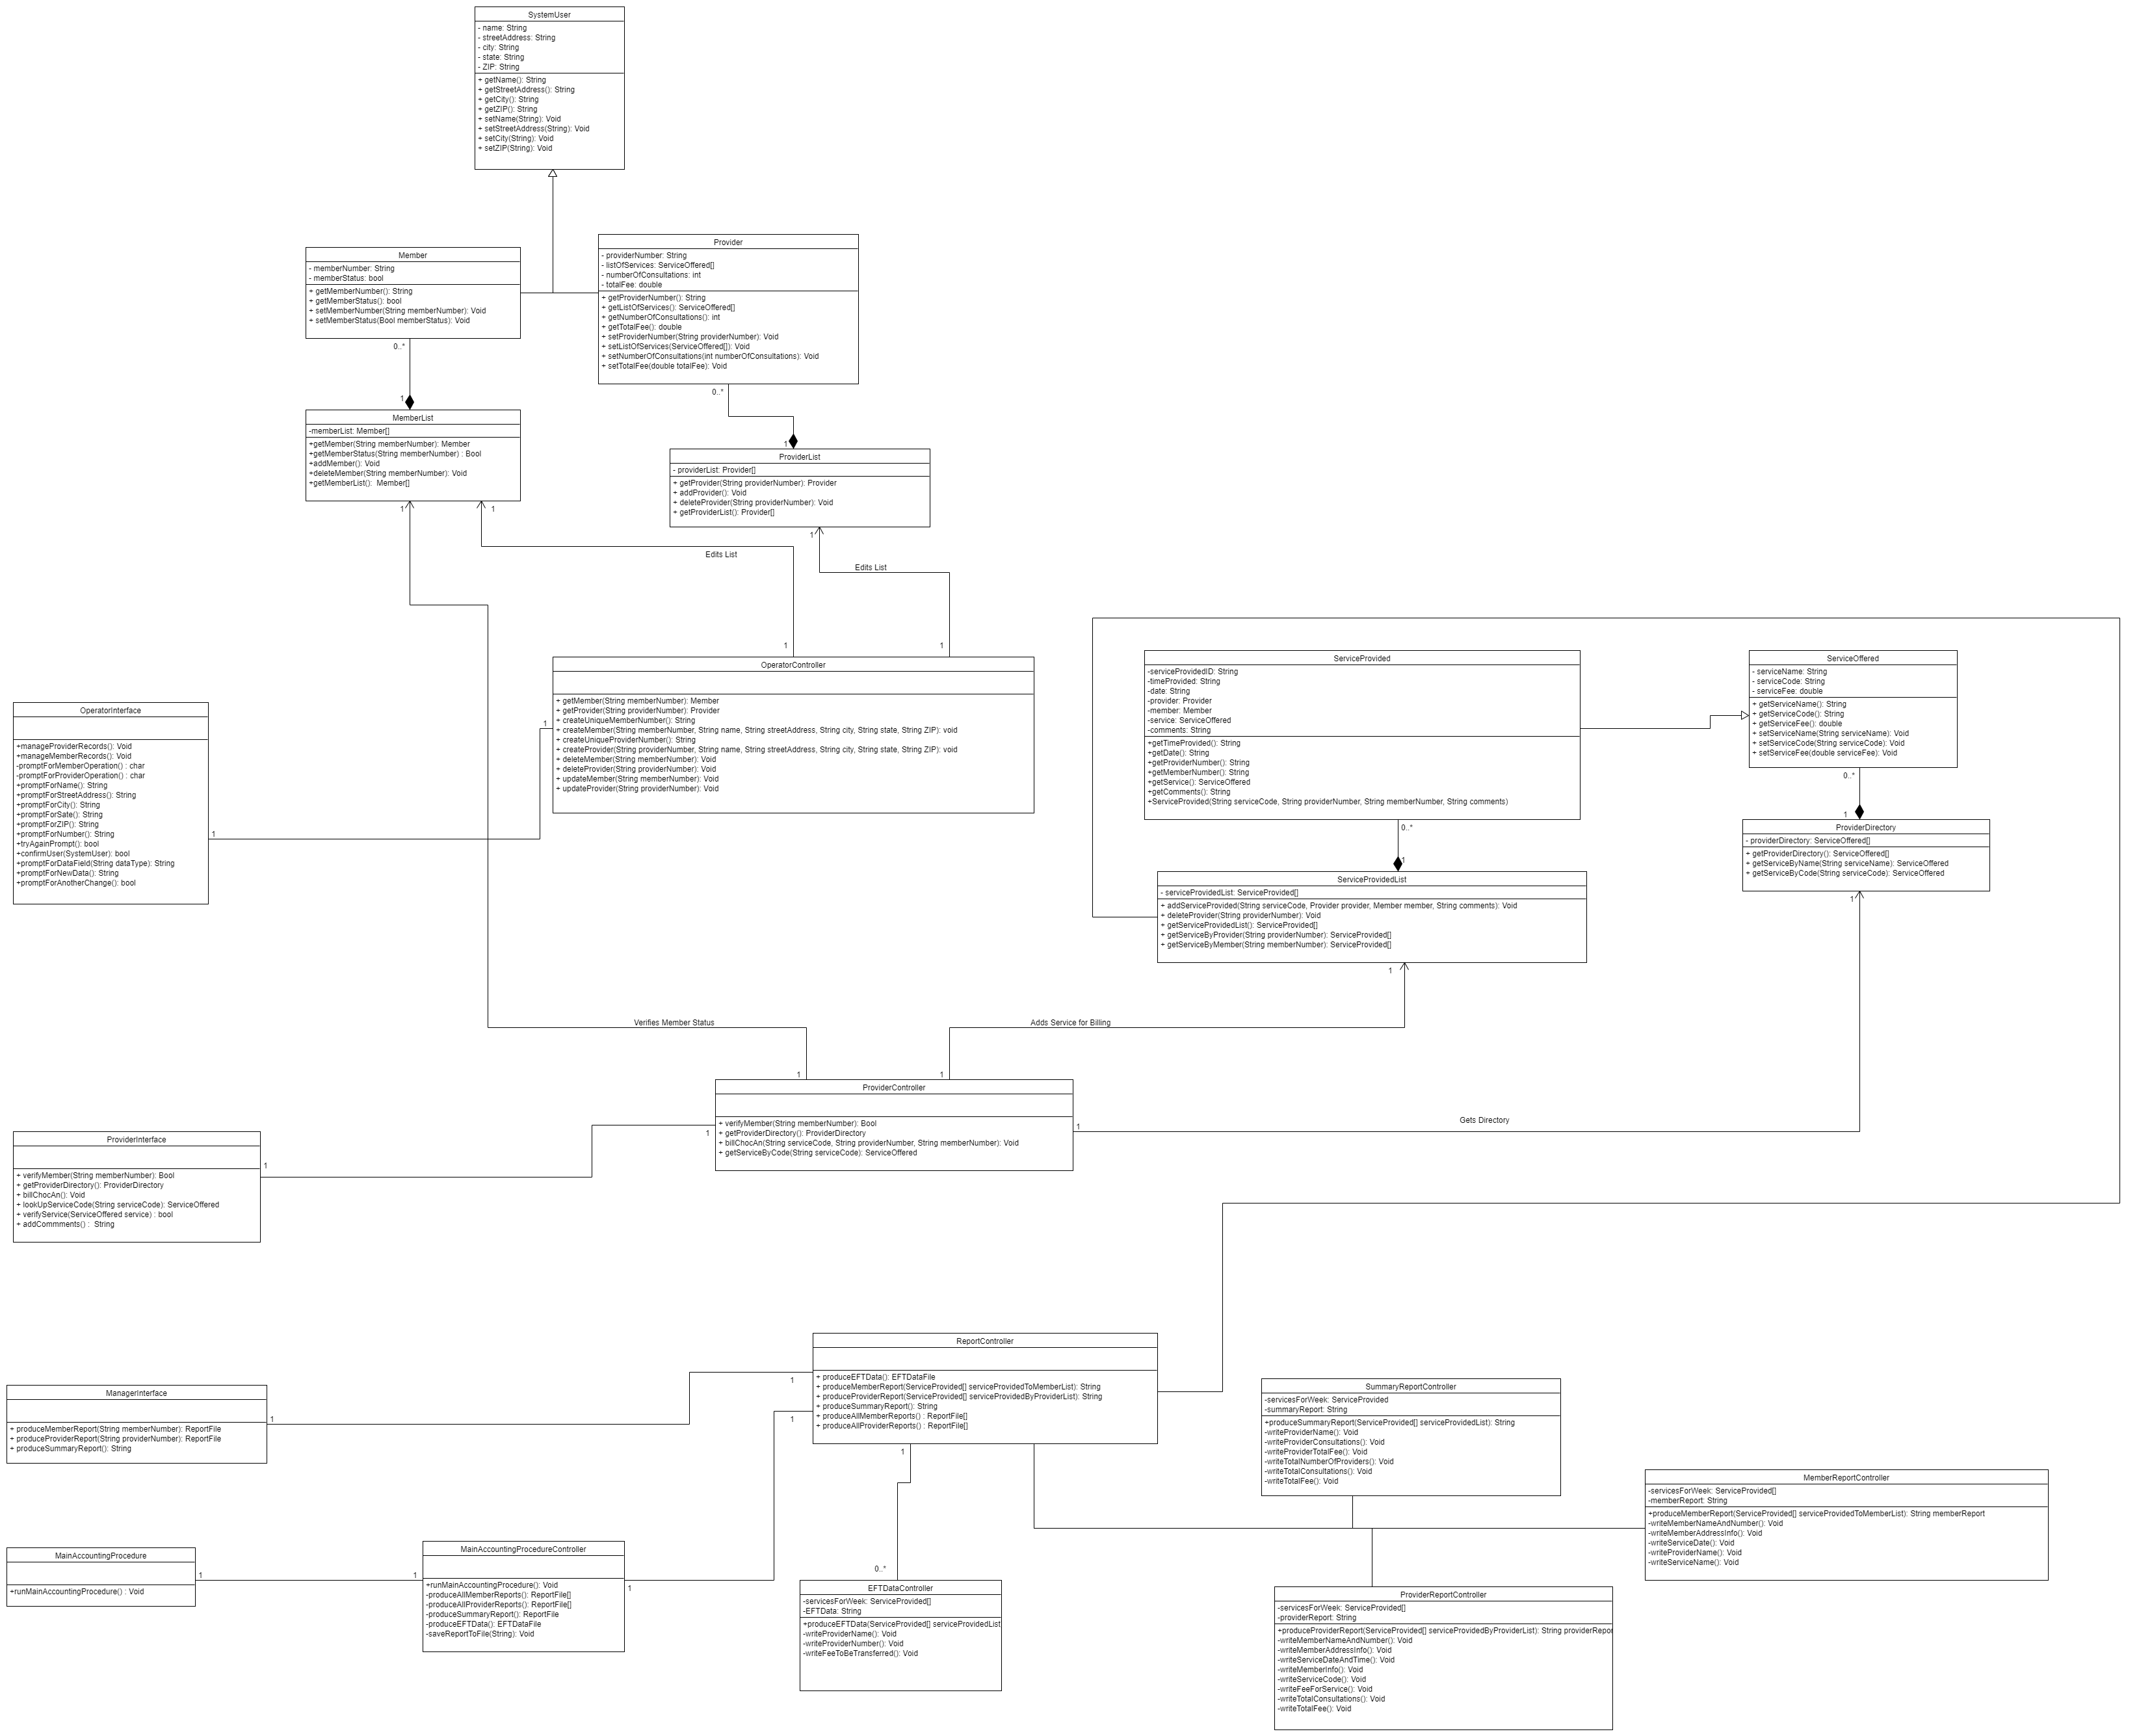 SystemUser
- name: String
- streetAddress: String
- city: String
- state: String
- ZIP: String
+ getName(): String
+ getStreetAddress(): String
+ getCity(): String
+ getZIP(): String
+ setName(String): Void
+ setStreetAddress(String): Void
+ setCity(String): Void
+ setZIP(String): Void
Member
- memberNumber: String
- memberStatus: bool
+ getMemberNumber(): String
+ getMemberStatus(): bool
+ setMemberNumber(String memberNumber): Void
+ setMemberStatus(Bool memberStatus): Void
0..*
1
Provider
- providerNumber: String
- listOfServices: ServiceOffered[]
- numberOfConsultations: int
- totalFee: double
+ getProviderNumber(): String
+ getListOfServices(): ServiceOffered[]
+ getNumberOfConsultations(): int
+ getTotalFee(): double
+ setProviderNumber(String providerNumber): Void
+ setListOfServices(ServiceOffered[]): Void
+ setNumberOfConsultations(int numberOfConsultations): Void
+ setTotalFee(double totalFee): Void
0..*
1
MemberList
-memberList: Member[]
+getMember(String memberNumber): Member
+getMemberStatus(String memberNumber) : Bool
+addMember(): Void
+deleteMember(String memberNumber): Void
+getMemberList():  Member[]
1
1
ProviderList
- providerList: Provider[]
+ getProvider(String providerNumber): Provider
+ addProvider(): Void
+ deleteProvider(String providerNumber): Void
+ getProviderList(): Provider[]
1
Edits List
Edits List
1
1
OperatorController
+ getMember(String memberNumber): Member
+ getProvider(String providerNumber): Provider
+ createUniqueMemberNumber(): String
+ createMember(String memberNumber, String name, String streetAddress, String city, String state, String ZIP): void
+ createUniqueProviderNumber(): String
+ createProvider(String providerNumber, String name, String streetAddress, String city, String state, String ZIP): void
+ deleteMember(String memberNumber): Void
+ deleteProvider(String providerNumber): Void
+ updateMember(String memberNumber): Void
+ updateProvider(String providerNumber): Void
1
OperatorInterface
+manageProviderRecords(): Void
+manageMemberRecords(): Void
-promptForMemberOperation() : char
-promptForProviderOperation() : char
+promptForName(): String
+promptForStreetAddress(): String
+promptForCity(): String
+promptForSate(): String
+promptForZIP(): String
+promptForNumber(): String
+tryAgainPrompt(): bool
+confirmUser(SystemUser): bool
+promptForDataField(String dataType): String
+promptForNewData(): String
+promptForAnotherChange(): bool
1
ServiceProvided
-serviceProvidedID: String
-timeProvided: String
-date: String
-provider: Provider
-member: Member
-service: ServiceOffered
-comments: String
+getTimeProvided(): String
+getDate(): String
+getProviderNumber(): String
+getMemberNumber(): String
+getService(): ServiceOffered
+getComments(): String
+ServiceProvided(String serviceCode, String providerNumber, String memberNumber, String comments)
0..*
1
ServiceOffered
- serviceName: String
- serviceCode: String
- serviceFee: double
+ getServiceName(): String
+ getServiceCode(): String
+ getServiceFee(): double
+ setServiceName(String serviceName): Void
+ setServiceCode(String serviceCode): Void
+ setServiceFee(double serviceFee): Void
0..*
1
ProviderDirectory
- providerDirectory: ServiceOffered[]
+ getProviderDirectory(): ServiceOffered[]
+ getServiceByName(String serviceName): ServiceOffered
+ getServiceByCode(String serviceCode): ServiceOffered
1
ServiceProvidedList
- serviceProvidedList: ServiceProvided[]
+ addServiceProvided(String serviceCode, Provider provider, Member member, String comments): Void
+ deleteProvider(String providerNumber): Void
+ getServiceProvidedList(): ServiceProvided[]
+ getServiceByProvider(String providerNumber): ServiceProvided[]
+ getServiceByMember(String memberNumber): ServiceProvided[]
1
Verifies Member Status
Adds Service for Billing
1
1
ProviderController
+ verifyMember(String memberNumber): Bool
+ getProviderDirectory(): ProviderDirectory
+ billChocAn(String serviceCode, String providerNumber, String memberNumber): Void
+ getServiceByCode(String serviceCode): ServiceOffered
1
1
Gets Directory
ProviderInterface
+ verifyMember(String memberNumber): Bool
+ getProviderDirectory(): ProviderDirectory
+ billChocAn(): Void
+ lookUpServiceCode(String serviceCode): ServiceOffered
+ verifyService(ServiceOffered service) : bool
+ addCommments() :  String
1
ReportController
+ produceEFTData(): EFTDataFile
+ produceMemberReport(ServiceProvided[] serviceProvidedToMemberList): String
+ produceProviderReport(ServiceProvided[] serviceProvidedByProviderList): String
+ produceSummaryReport(): String
+ produceAllMemberReports() : ReportFile[]
+ produceAllProviderReports() : ReportFile[]
1
1
1
ManagerInterface
+ produceMemberReport(String memberNumber): ReportFile
+ produceProviderReport(String providerNumber): ReportFile
+ produceSummaryReport(): String
1
SummaryReportController
-servicesForWeek: ServiceProvided
-summaryReport: String
+produceSummaryReport(ServiceProvided[] serviceProvidedList): String
-writeProviderName(): Void
-writeProviderConsultations(): Void
-writeProviderTotalFee(): Void
-writeTotalNumberOfProviders(): Void
-writeTotalConsultations(): Void
-writeTotalFee(): Void
MemberReportController
-servicesForWeek: ServiceProvided[]
-memberReport: String
+produceMemberReport(ServiceProvided[] serviceProvidedToMemberList): String memberReport
-writeMemberNameAndNumber(): Void
-writeMemberAddressInfo(): Void
-writeServiceDate(): Void
-writeProviderName(): Void
-writeServiceName(): Void
MainAccountingProcedure
+runMainAccountingProcedure() : Void
1
1
MainAccountingProcedureController
+runMainAccountingProcedure(): Void
-produceAllMemberReports(): ReportFile[]
-produceAllProviderReports(): ReportFile[]
-produceSummaryReport(): ReportFile
-produceEFTData(): EFTDataFile
-saveReportToFile(String): Void
1
0..*
EFTDataController
-servicesForWeek: ServiceProvided[]
-EFTData: String
+produceEFTData(ServiceProvided[] serviceProvidedList
-writeProviderName(): Void
-writeProviderNumber(): Void
-writeFeeToBeTransferred(): Void
ProviderReportController
-servicesForWeek: ServiceProvided[]
-providerReport: String
+produceProviderReport(ServiceProvided[] serviceProvidedByProviderList): String providerRepor
-writeMemberNameAndNumber(): Void
-writeMemberAddressInfo(): Void
-writeServiceDateAndTime(): Void
-writeMemberInfo(): Void
-writeServiceCode(): Void
-writeFeeForService(): Void
-writeTotalConsultations(): Void
-writeTotalFee(): Void